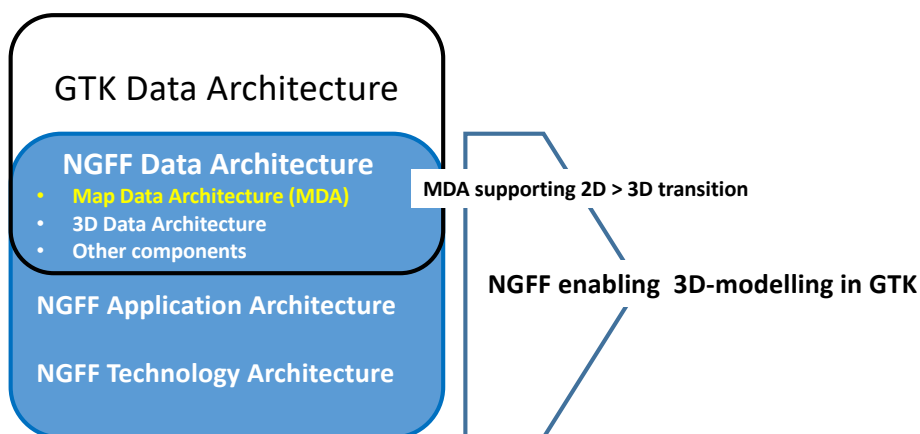 GTK Data Architecture
NGFF Data Architecture
• Map Data Architecture (MDA)
• 3D Data Architecture
• Other components
NGFF Application Architecture
NGFF Technology Architecture
MDA supporting 2D > 3D transition
NGFF enabling 3D-modelling in GTK